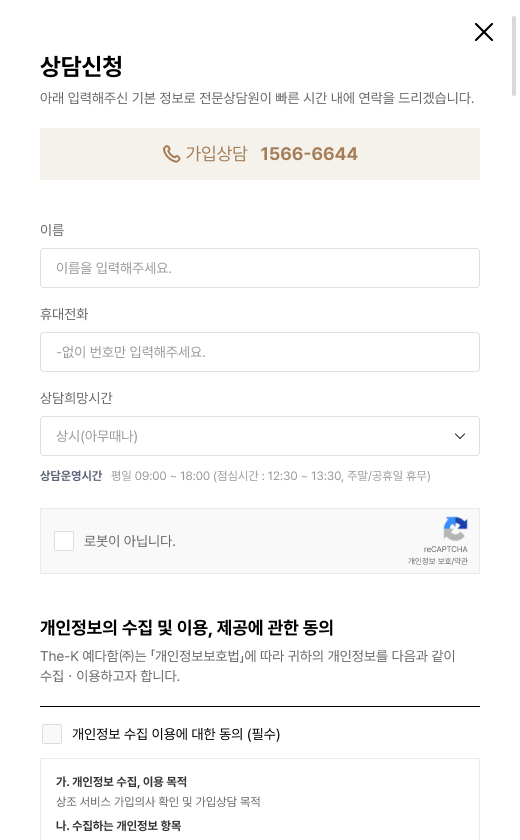 상담신청
아래 입력해주신 기본 정보로 전문상담원이 빠른 시간 내에 연락을 드리겠습니다.
가입상담 1566-6644
이름
이름을 입력해주세요.
휴대전화
-없이 번호만 입력해주세요.
상담희망시간
상시(아무때나)
상담운영시간 평일 09:00 ~ 18:00 (점심시간 : 12:30 ~ 13:30, 주말/공휴일 휴무)
로봇이 아닙니다.
reCAPTCHA
개인정보 보호/약관
개인정보의 수집 및 이용, 제공에 관한 동의
The-K 예다함㈜는 「개인정보보호법」에 따라 귀하의 개인정보를 다음과 같이
수집ㆍ이용하고자 합니다.
개인정보 수집 이용에 대한 동의 (필수)
가. 개인정보 수집, 이용 목적
상조 서비스 가입의사 확인 및 가입상담 목적
나. 수집하는 개인정보 항목